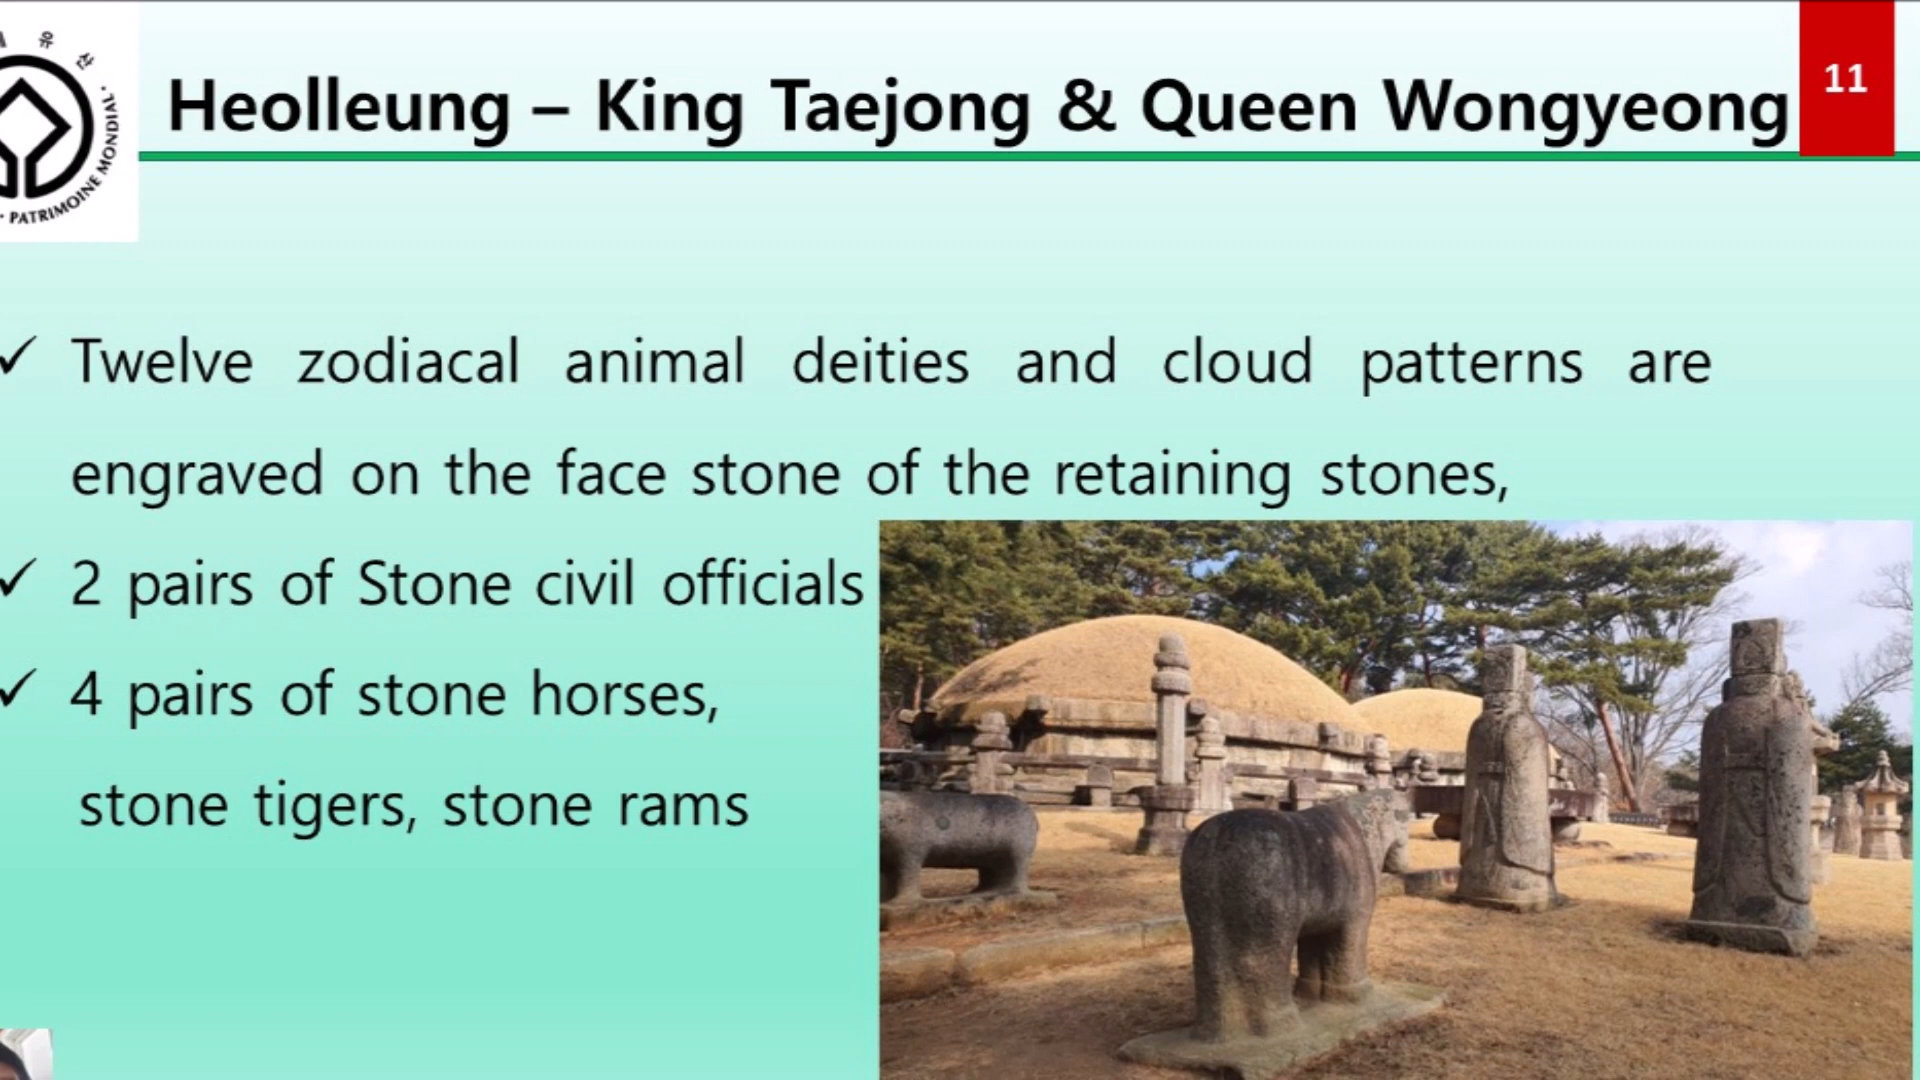 유
산
· PATRIMOINE MONDIAL ·
Heolleung – King Taejong & Queen Wongyeong
11
✓ Twelve zodiacal animal deities and cloud patterns are
engraved on the face stone of the retaining stones,
✓ 2 pairs of Stone civil officials
✓ 4 pairs of stone horses,
stone tigers, stone rams